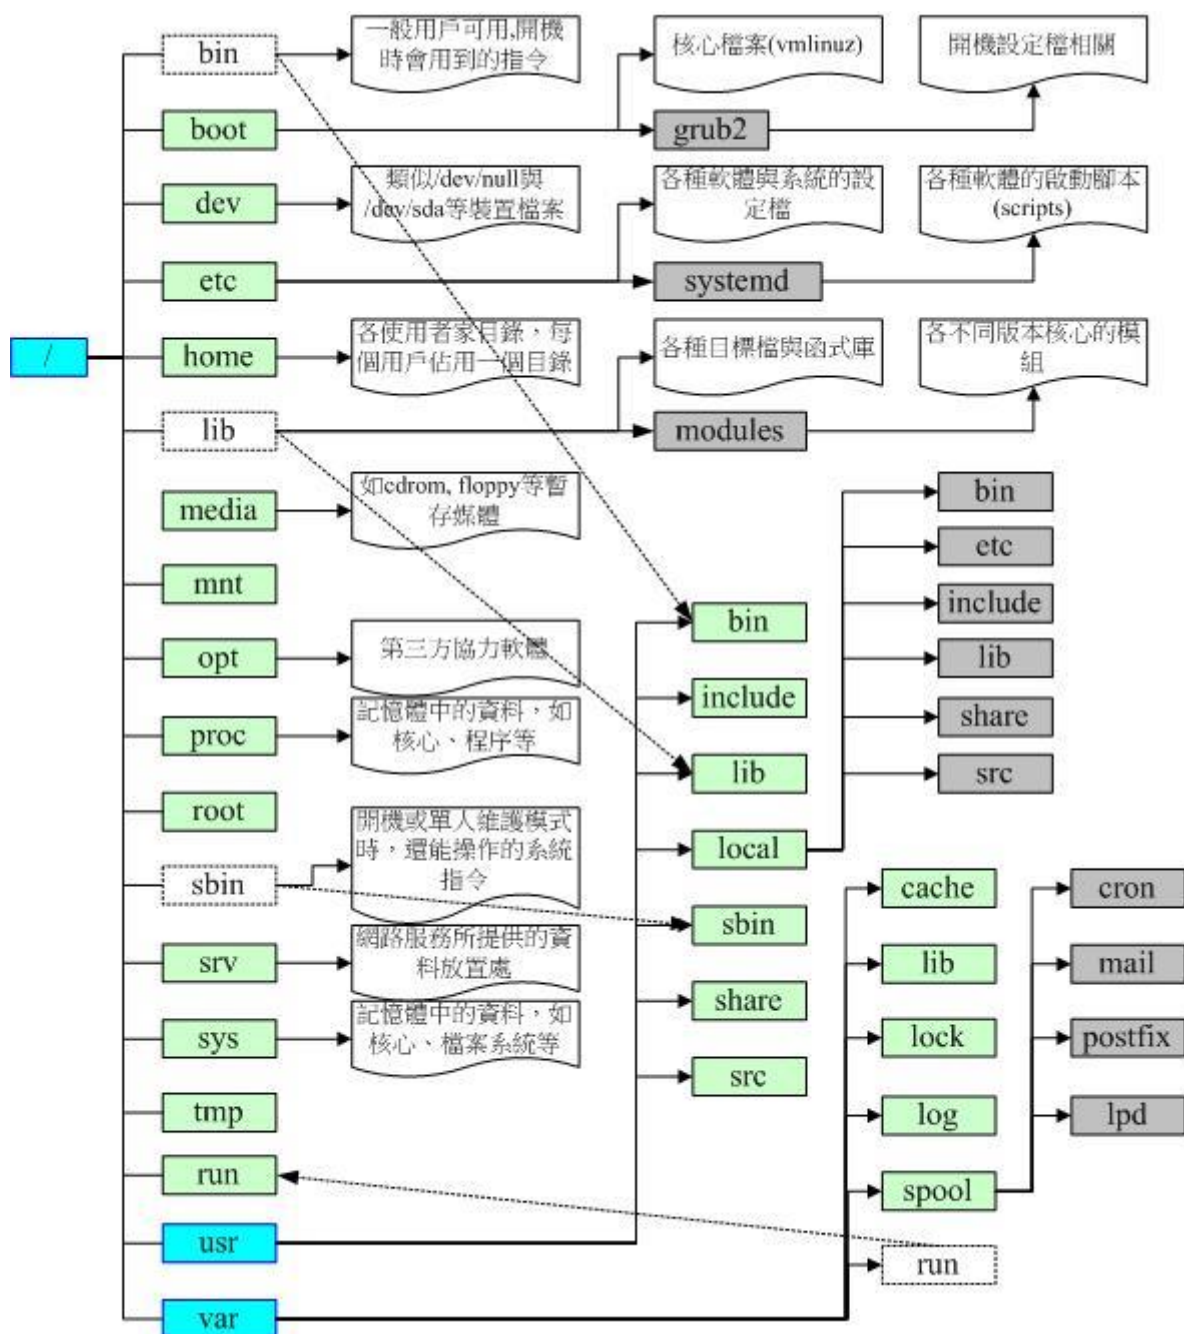 /
bin
一般用戶可用,開機
時會用到的指令
核心檔案(vmlinuz)
開機設定檔相關
boot
grub2
dev
類似/dev/null與
/dev/sda等裝置檔案
各種軟體與系統的設
定檔
各種軟體的啟動腳本
(scripts)
etc
systemd
home
各使用者家目錄，每
個用戶佔用一個目錄
各種目標檔與函式庫
各不同版本核心的模
組
lib
modules
media
如cdrom, floppy等暫
存媒體
mnt
opt
第三方協力軟體
proc
記憶體中的資料，如
核心、程序等
root
sbin
開機或單人維護模式
時，還能操作的系統
指令
srv
網路服務所提供的資
料放置處
sys
記憶體中的資料，如
核心、檔案系統等
tmp
run
usr
var
bin
include
lib
local
sbin
share
src
bin
etc
include
lib
share
src
cache
lib
lock
log
spool
run
cron
mail
postfix
lpd